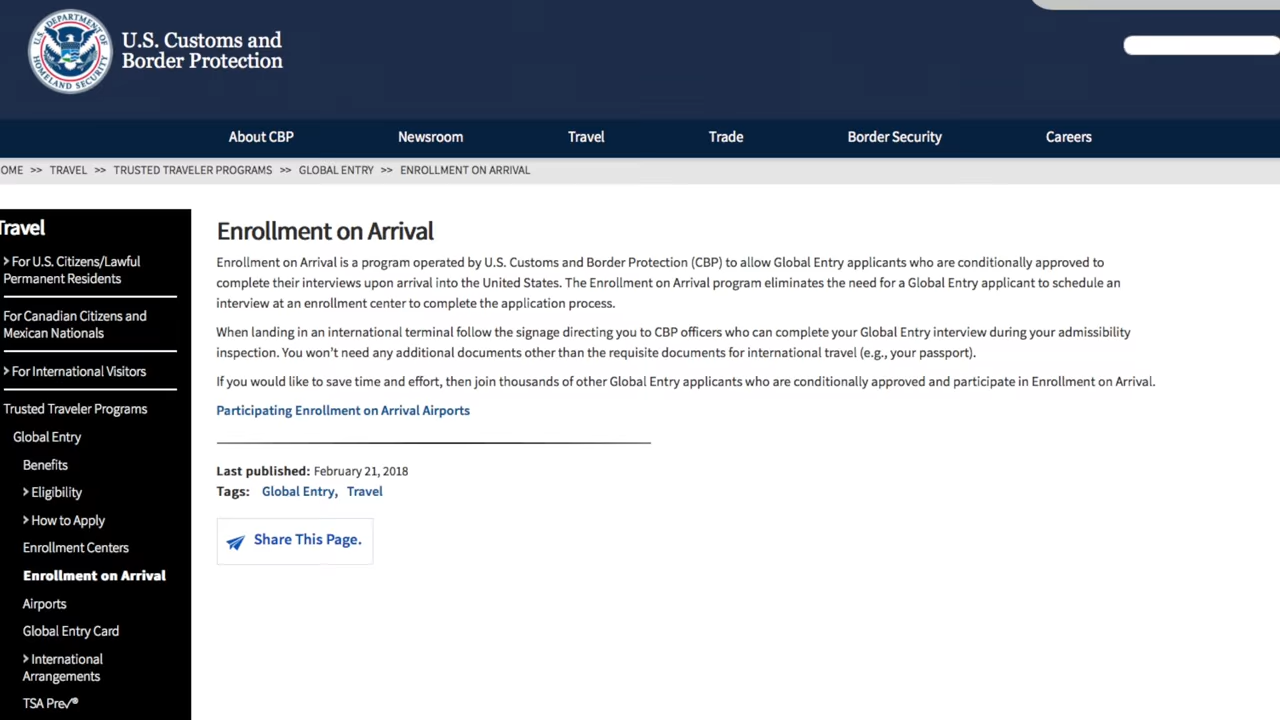 U.S. DEPARTMENT OF
HOMELAND SECURITY
U.S. Customs and
Border Protection
About CBP
Newsroom
Travel
Trade
Border Security
Careers
OME >> TRAVEL >> TRUSTED TRAVELER PROGRAMS >> GLOBAL ENTRY >> ENROLLMENT ON ARRIVAL
Travel
> For U.S. Citizens/Lawful
Permanent Residents
For Canadian Citizens and
Mexican Nationals
> For International Visitors
Trusted Traveler Programs
Global Entry
Benefits
> Eligibility
> How to Apply
Enrollment Centers
Enrollment on Arrival
Airports
Global Entry Card
> International
Arrangements
TSA Pre✓®
Enrollment on Arrival
Enrollment on Arrival is a program operated by U.S. Customs and Border Protection (CBP) to allow Global Entry applicants who are conditionally approved to
complete their interviews upon arrival into the United States. The Enrollment on Arrival program eliminates the need for a Global Entry applicant to schedule an
interview at an enrollment center to complete the application process.
When landing in an international terminal follow the signage directing you to CBP officers who can complete your Global Entry interview during your admissibility
inspection. You won't need any additional documents other than the requisite documents for international travel (e.g., your passport).
If you would like to save time and effort, then join thousands of other Global Entry applicants who are conditionally approved and participate in Enrollment on Arrival.
Participating Enrollment on Arrival Airports
Last published: February 21, 2018
Tags: Global Entry, Travel
Share This Page.